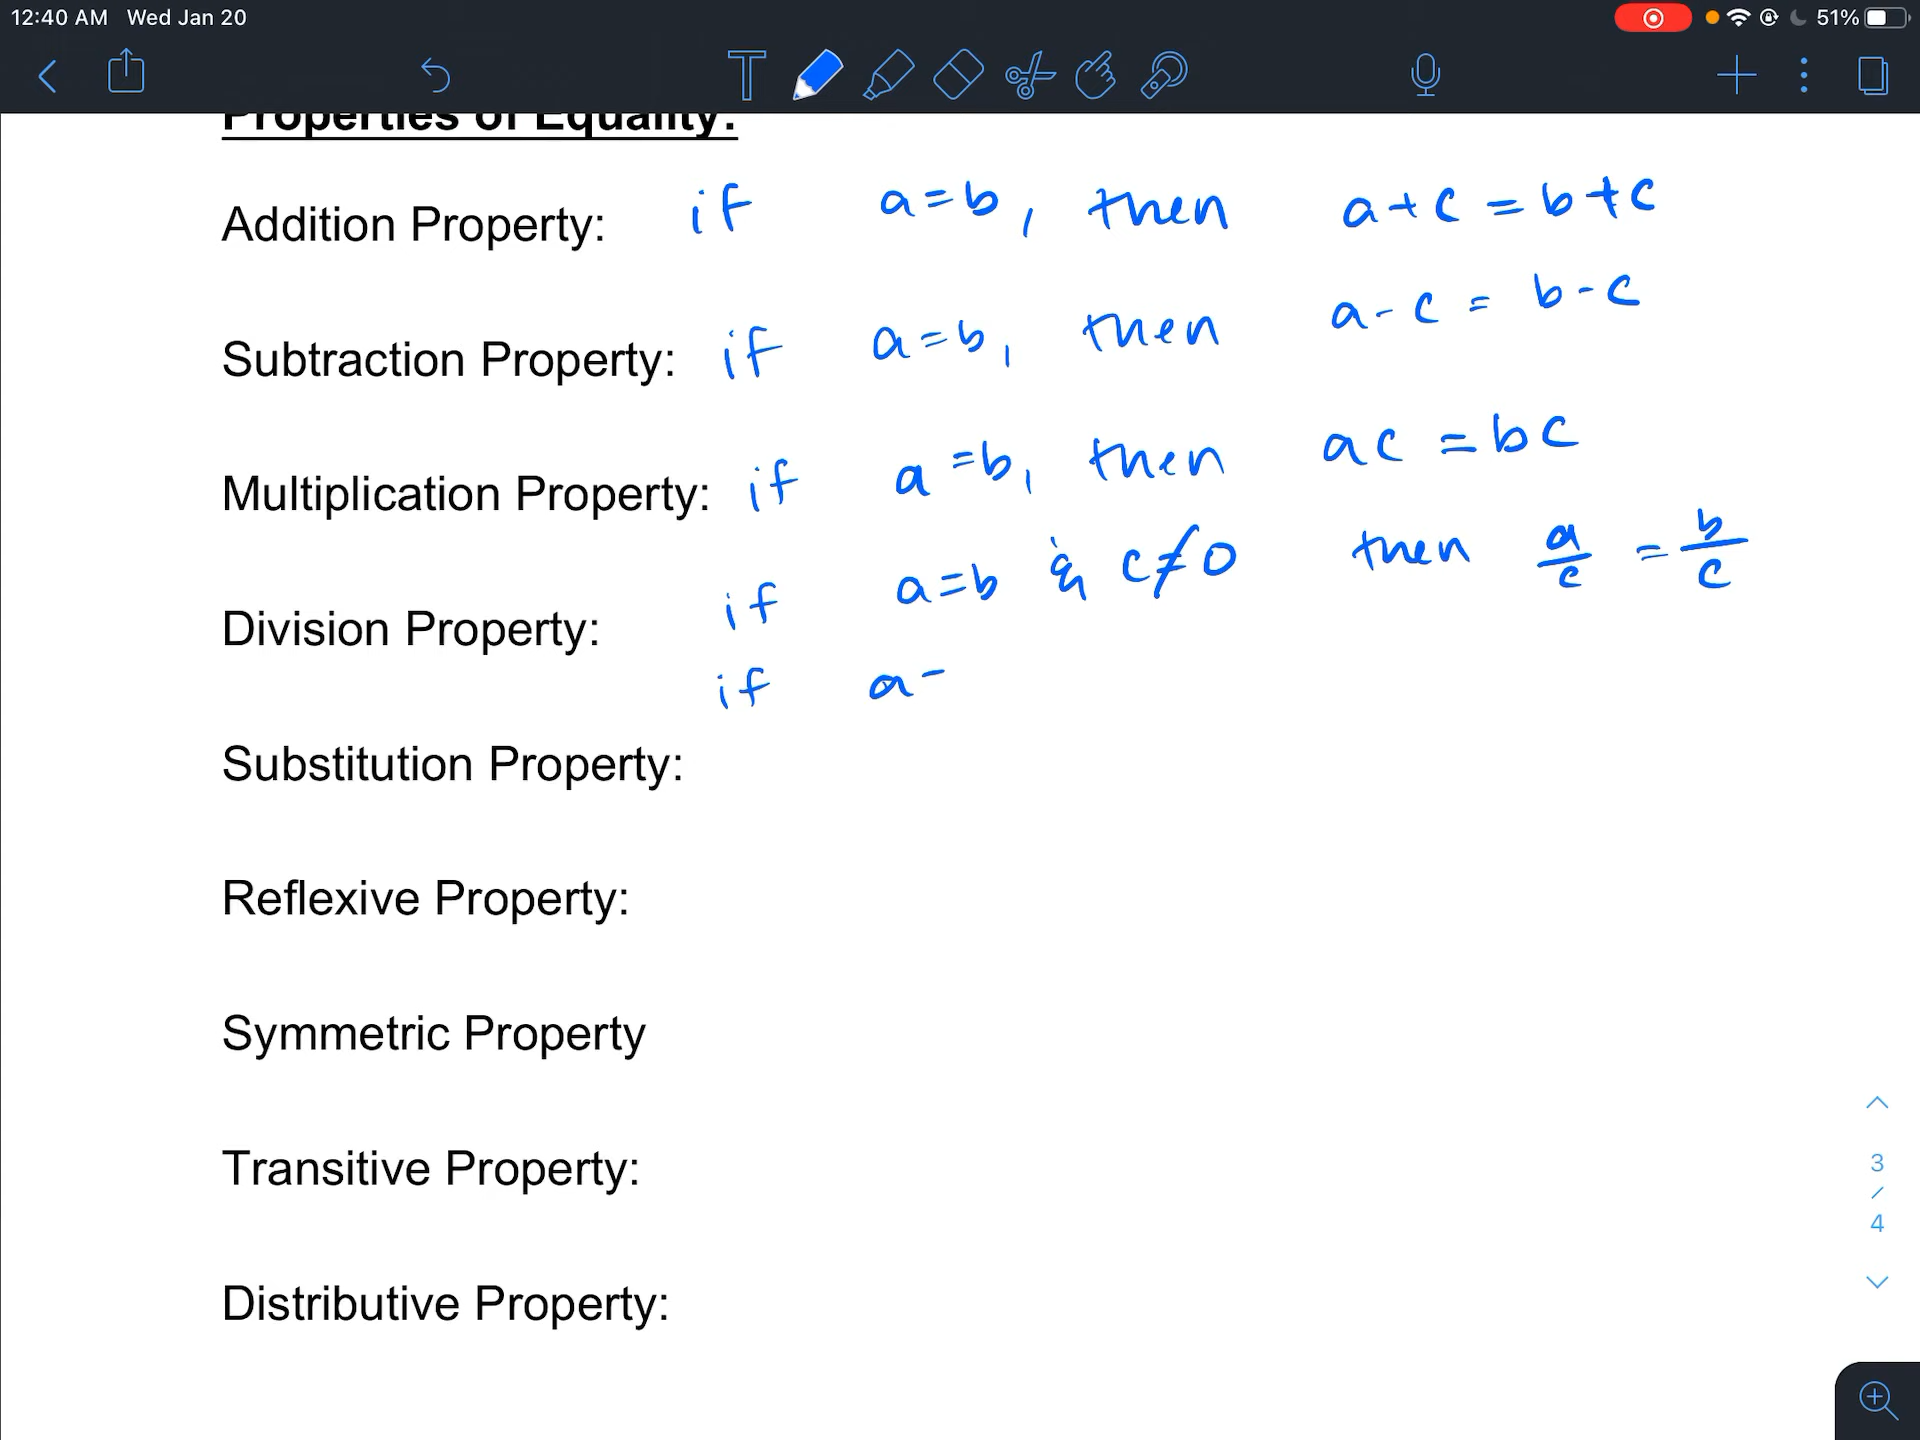 12:40 AM Wed Jan 20 51%
T
Properties of Equality:
Addition Property: if a=b, then a+c = b+c
Subtraction Property: if a=b, then a-c = b-c
Multiplication Property: if a=b, then ac = bc
Division Property: if a=b & c≠0 then a/c = b/c
if a-
Substitution Property:
Reflexive Property:
Symmetric Property
Transitive Property:
Distributive Property:
3
/
4